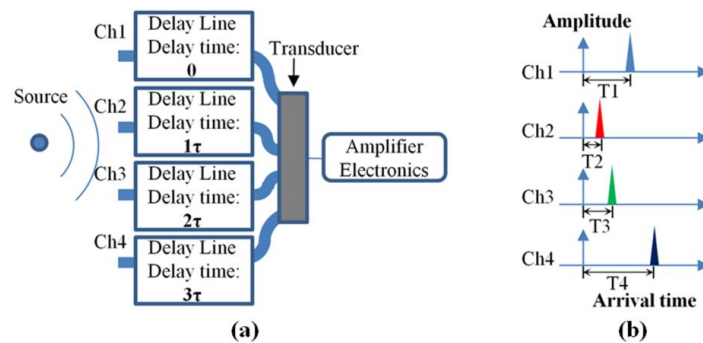 Ch1
Delay Line
Delay time:
0
Transducer
Source
Ch2
Delay Line
Delay time:
1τ
Ch3
Delay Line
Delay time:
2τ
Ch4
Delay Line
Delay time:
3τ
Amplifier
Electronics
(a)
Amplitude
Ch1
T1
Ch2
T2
Ch3
T3
Ch4
T4
Arrival time
(b)